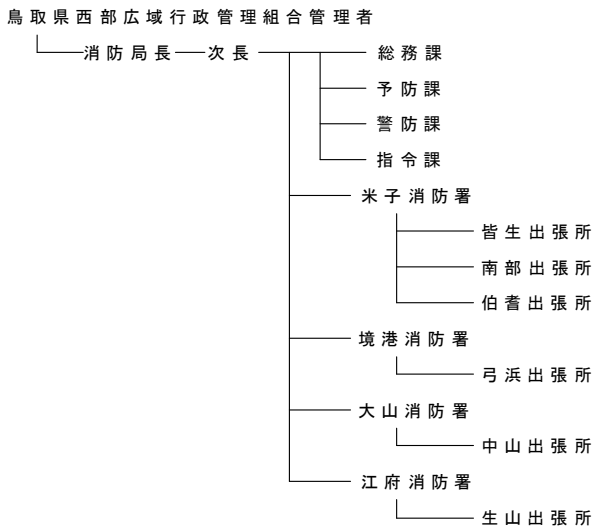 鳥取県西部広域行政管理組合管理者
消防局長 次長 総務課
予防課
警防課
指令課
米子消防署
皆生出張所
南部出張所
伯耆出張所
境港消防署
弓浜出張所
大山消防署
中山出張所
江府消防署
生山出張所